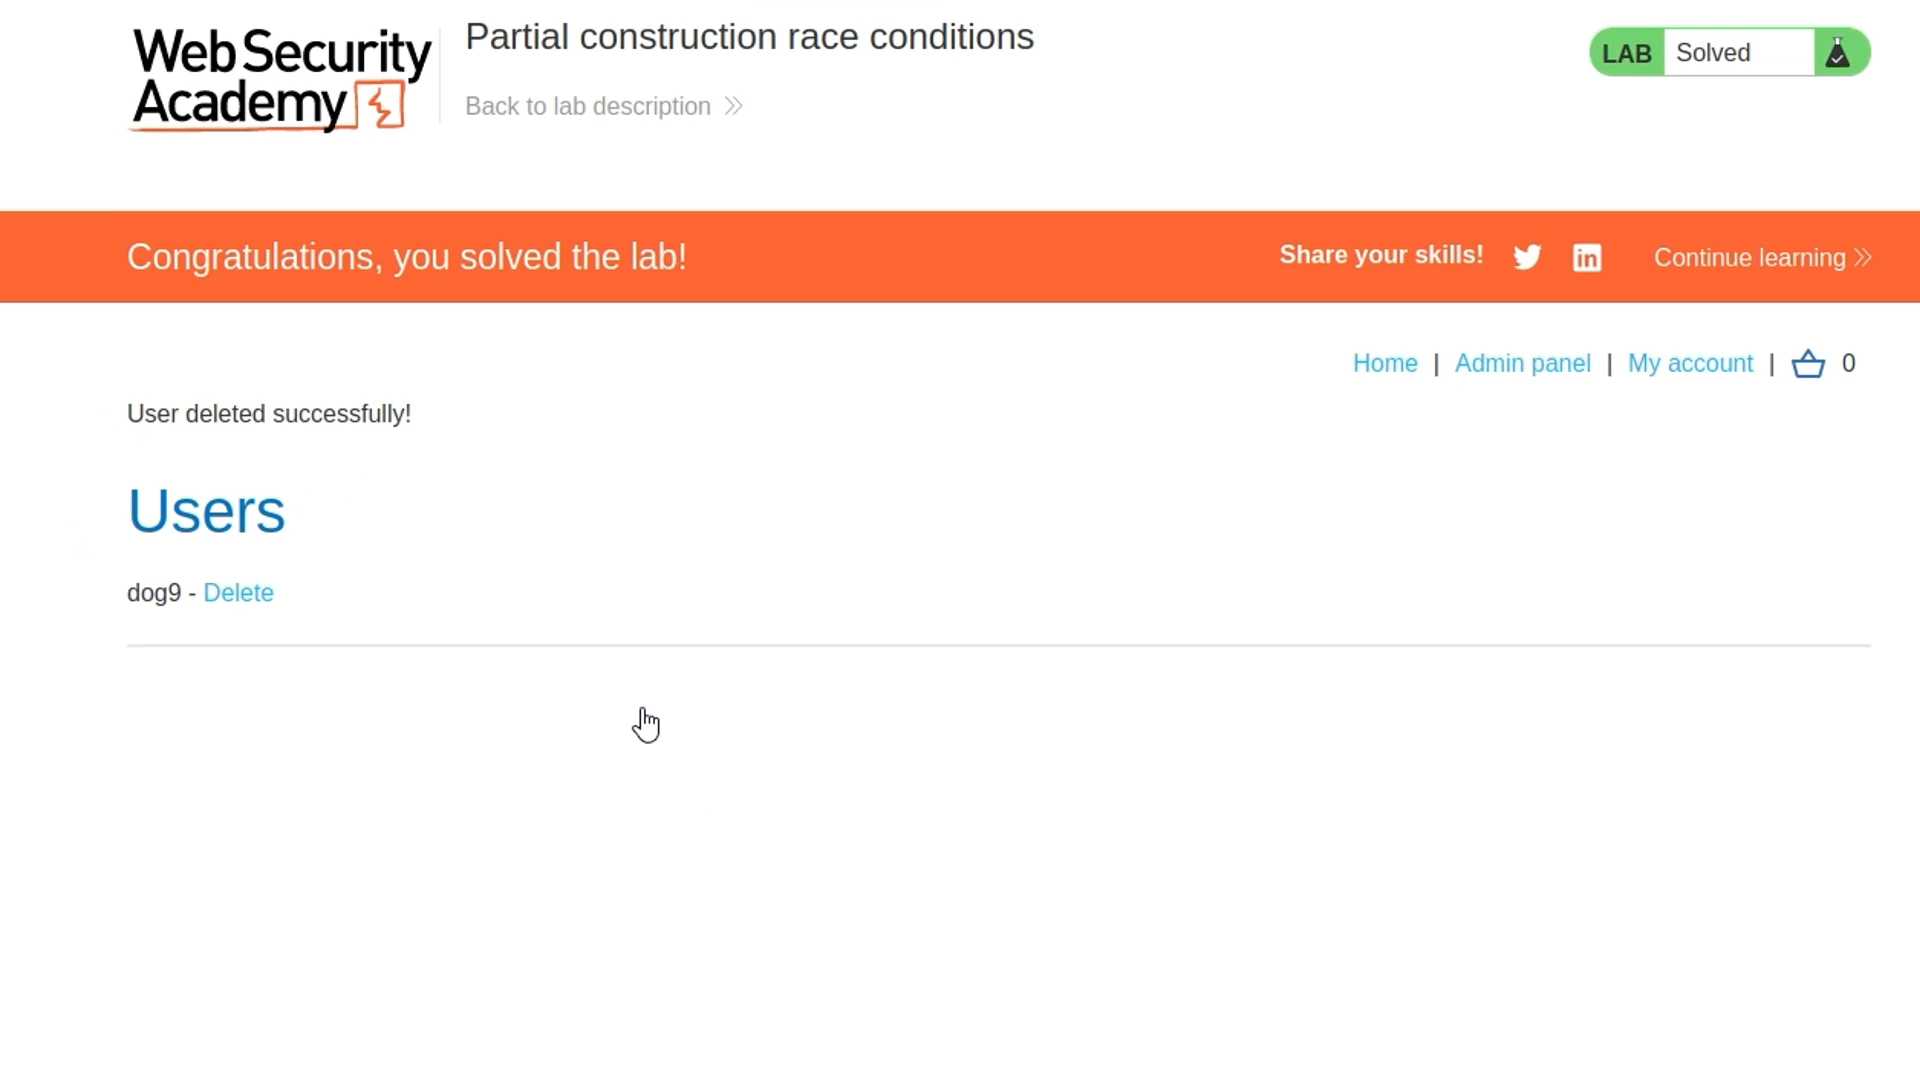 Web Security
Academy
Partial construction race conditions
Back to lab description
LAB Solved
Congratulations, you solved the lab!
Share your skills!
in
Continue learning
Home | Admin panel | My account | 0
User deleted successfully!
Users
dog9 - Delete